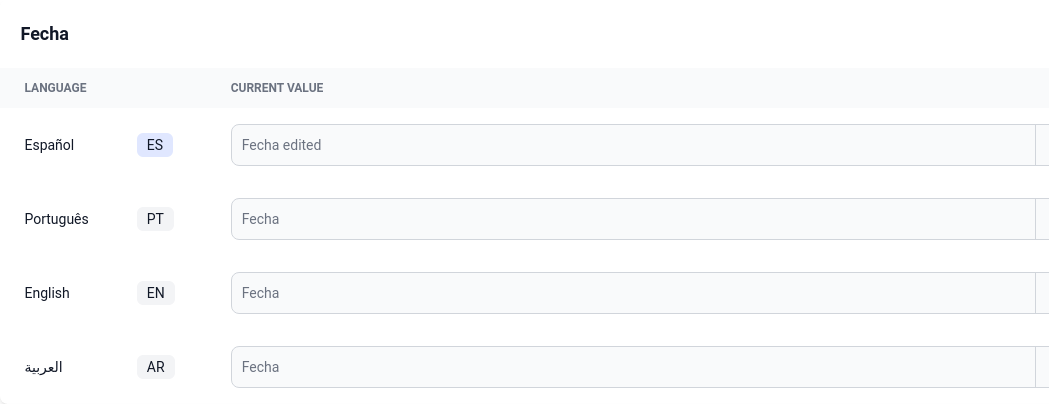 Fecha
LANGUAGE CURRENT VALUE
Español ES Fecha edited
Português PT Fecha
English EN Fecha
العربية AR Fecha